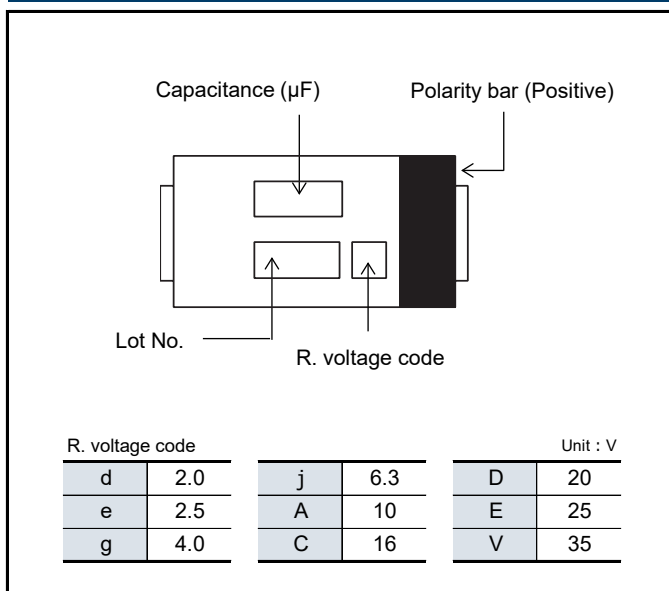 Capacitance (μF) Polarity bar (Positive)
Lot No.
R. voltage code
R. voltage code Unit : V
d 2.0 j 6.3 D 20
e 2.5 A 10 E 25
g 4.0 C 16 V 35